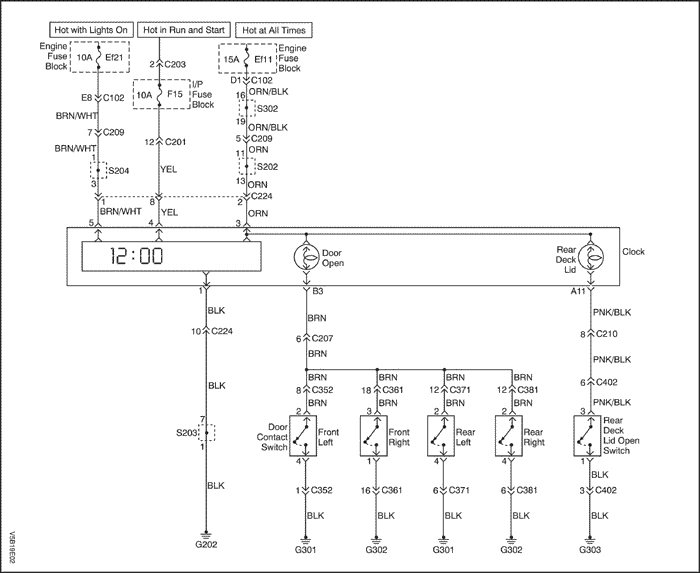 Hot with Lights On
Hot in Run and Start
Hot at All Times
Engine
Fuse
Block
10A Ef21
2 C203
15A Ef11
Engine
Fuse
Block
10A F15
I/P
Fuse
Block
D1 C102
16 ORN/BLK
S302
19 ORN/BLK
E8 C102
BRN/WHT
7 C209
BRN/WHT
1
S204
3
12 C201
YEL
5 C209
ORN
11
S202
13 ORN
C224
1 8 2
BRN/WHT YEL ORN
5 4 3
12:00
Door
Open
Rear
Deck
Lid
Clock
1 B3 A11
BLK BRN PNK/BLK
10 C224
6 C207
8 C210
BRN
PNK/BLK
BLK
BRN BRN BRN BRN
8 C352 18 C361 12 C371 12 C381 6 C402
BRN BRN BRN BRN PNK/BLK
2 3 2 2 3
7
S203
1
Door
Contact
Switch
Front
Left
Front
Right
Rear
Left
Rear
Right
Rear
Deck
Lid Open
Switch
4 1 4 4 1
BLK
BLK
1 C352 16 C361 6 C371 6 C381 3 C402
BLK BLK BLK BLK BLK
G202 G301 G302 G301 G302 G303
V5B19E02